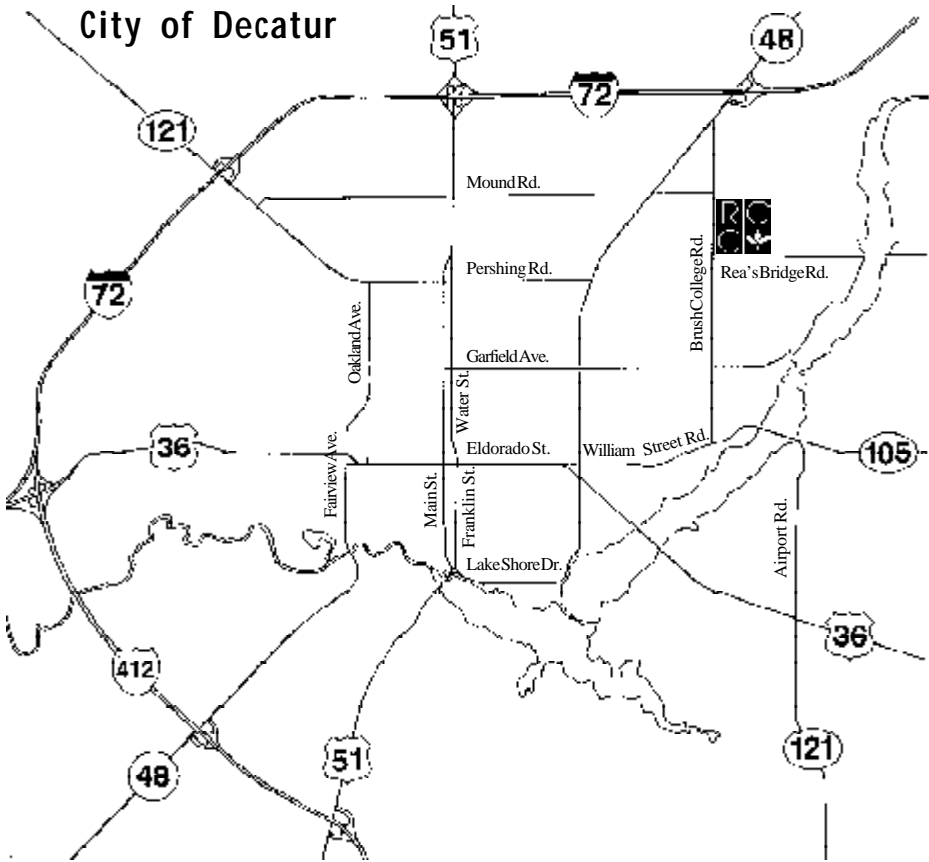 City of Decatur
51
48
72
121
Mound Rd.
RC
C
Pershing Rd.
Rea's Bridge Rd.
72
Oakland Ave.
Brush College Rd.
Garfield Ave.
Water St.
36
Eldorado St.
William Street Rd.
105
Fairview Ave.
Main St.
Franklin St.
Airport Rd.
Lake Shore Dr.
36
412
48
51
121